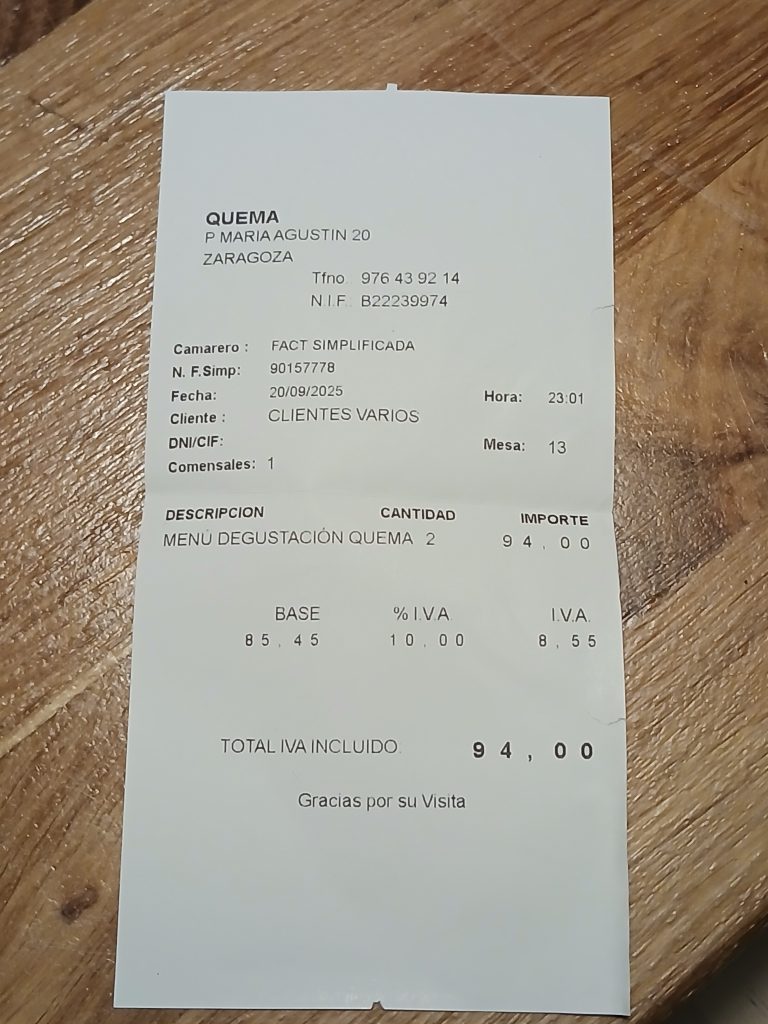 QUEMA
P MARIA AGUSTIN 20
ZARAGOZA
Tfno. 976 43 92 14
N.I.F. B22239974
Camarero : FACT SIMPLIFICADA
N. F.Simp: 90157778
Fecha: 20/09/2025 Hora: 23:01
Cliente : CLIENTES VARIOS
DNI/CIF: Mesa: 13
Comensales: 1
DESCRIPCION CANTIDAD IMPORTE
MENÚ DEGUSTACIÓN QUEMA 2 94,00
BASE % I.V.A. I.V.A.
85,45 10,00 8,55
TOTAL IVA INCLUIDO. 94,00
Gracias por su Visita